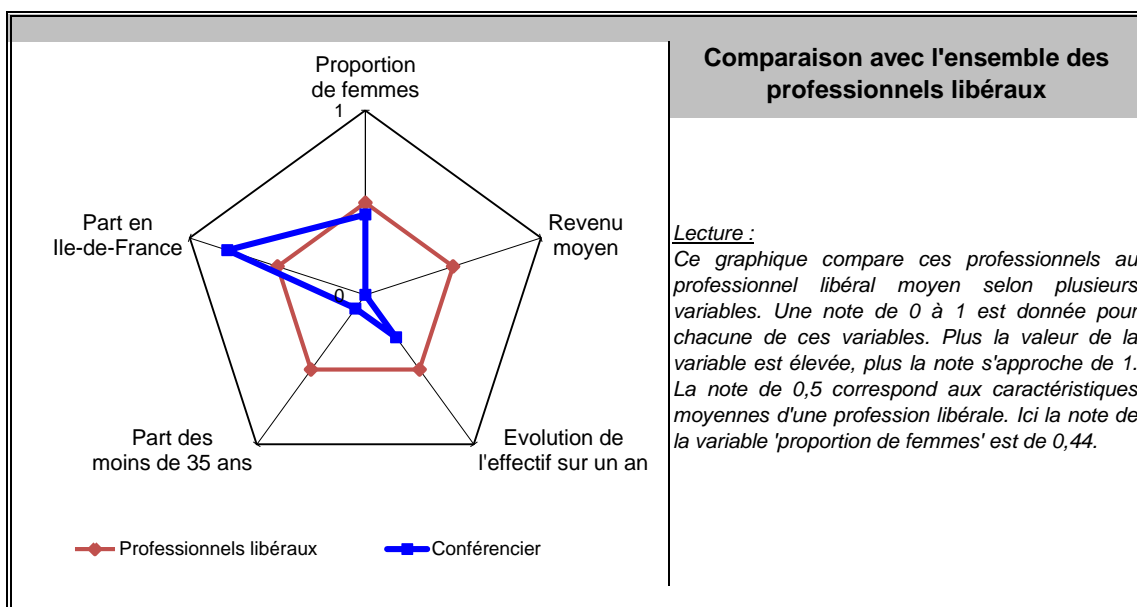 Comparaison avec l'ensemble des
professionnels libéraux
Proportion
de femmes
1
Part en
Ile-de-France
Revenu
moyen
0
Part des
moins de 35 ans
Evolution de
l'effectif sur un an
Professionnels libéraux
Conférencier
Lecture :
Ce graphique compare ces professionnels au
professionnel libéral moyen selon plusieurs
variables. Une note de 0 à 1 est donnée pour
chacune de ces variables. Plus la valeur de la
variable est élevée, plus la note s'approche de 1.
La note de 0,5 correspond aux caractéristiques
moyennes d'une profession libérale. Ici la note de
la variable 'proportion de femmes' est de 0,44.